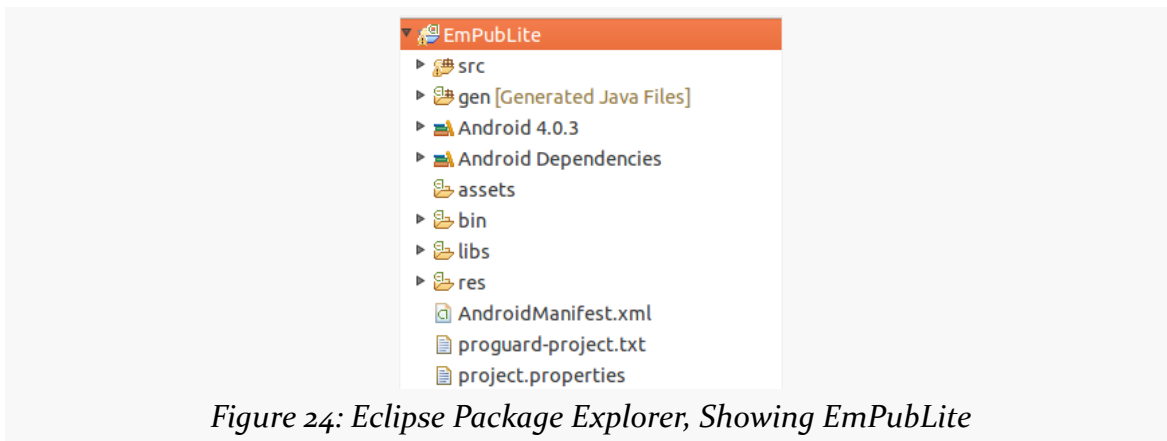 EmPubLite
src
gen [Generated Java Files]
Android 4.0.3
Android Dependencies
assets
bin
libs
res
AndroidManifest.xml
proguard-project.txt
project.properties
Figure 24: Eclipse Package Explorer, Showing EmPubLite